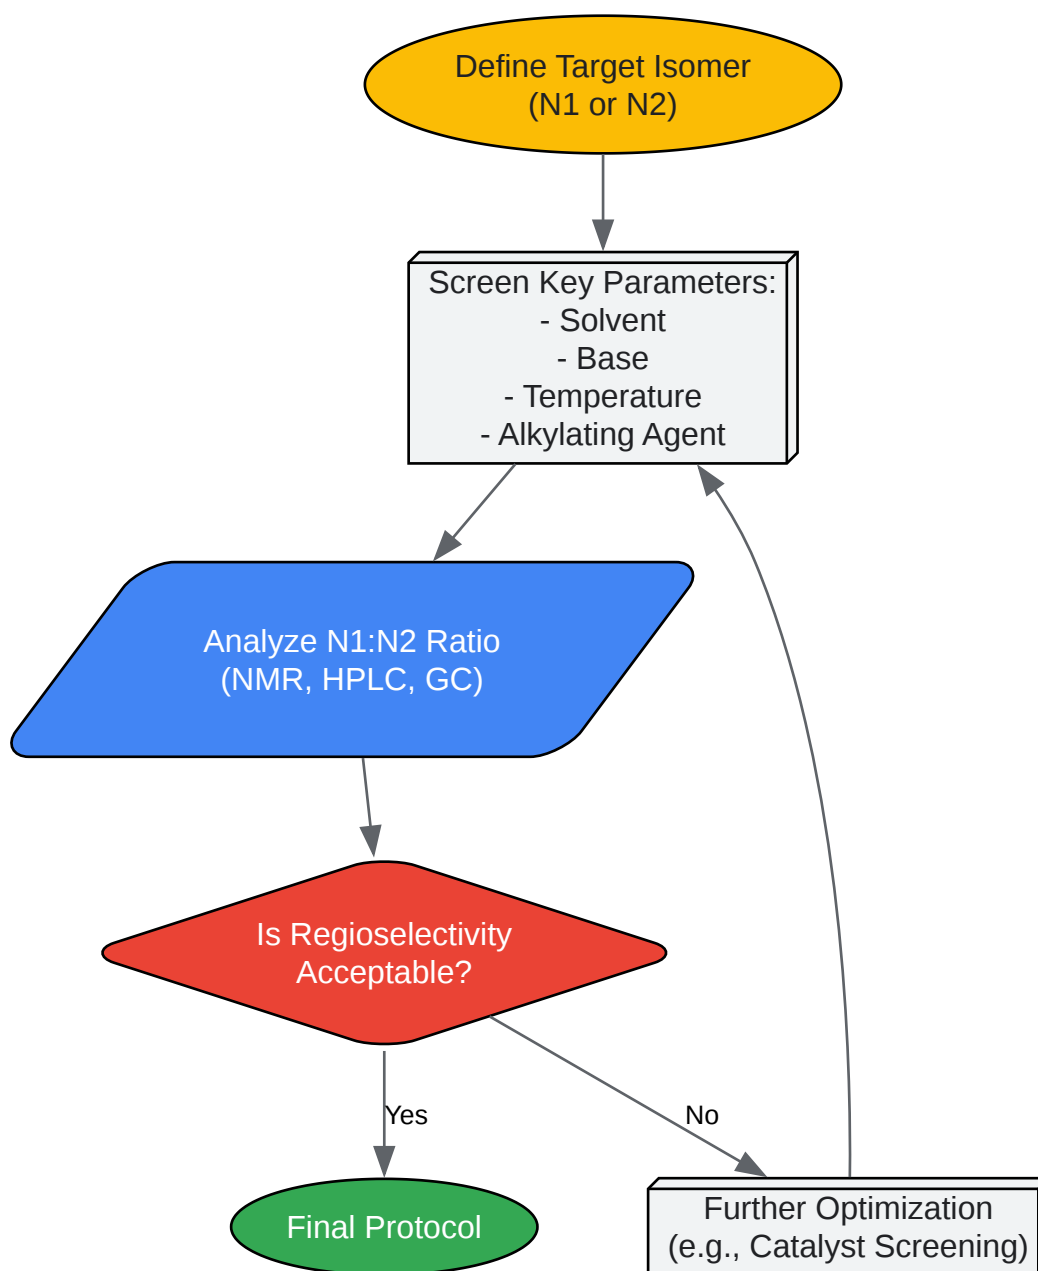 Define Target Isomer
(N1 or N2)
Screen Key Parameters:
- Solvent
- Base
- Temperature
- Alkylating Agent
Analyze N1:N2 Ratio
(NMR, HPLC, GC)
Is Regioselectivity
Acceptable?
Yes
No
Final Protocol
Further Optimization
(e.g., Catalyst Screening)